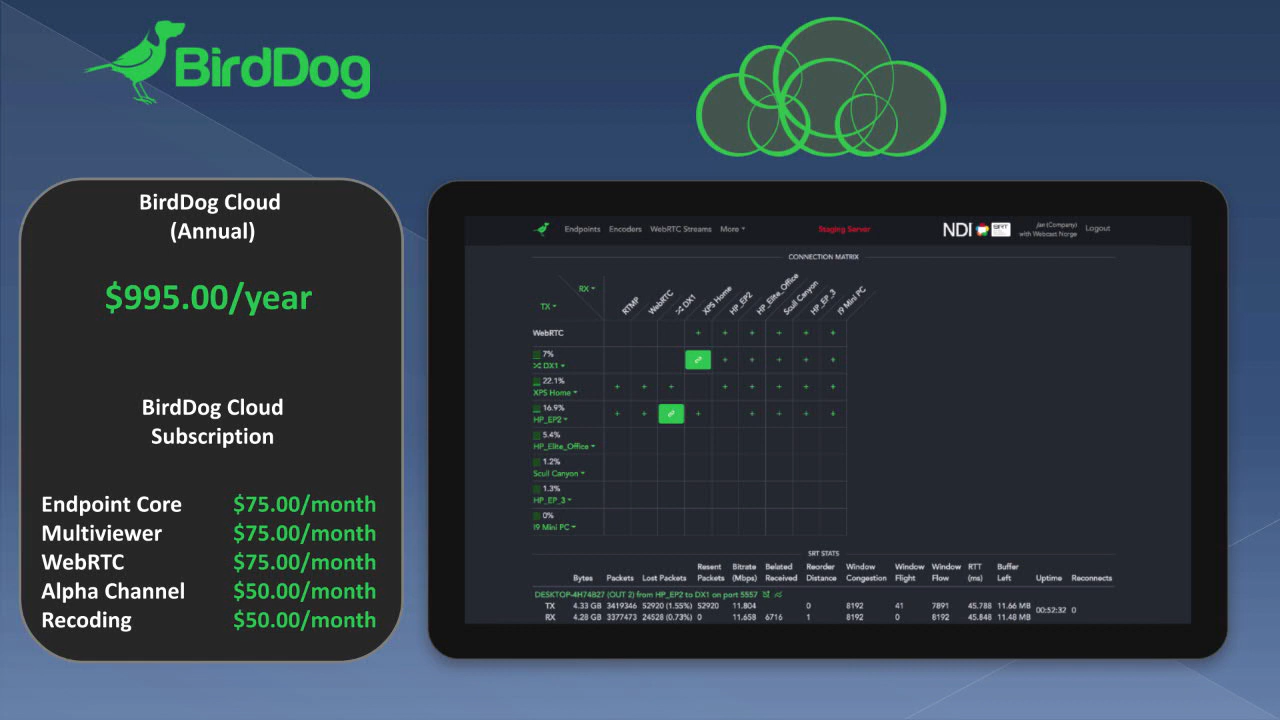 BirdDog
BirdDog Cloud
(Annual)
$995.00/year
BirdDog Cloud
Subscription
Endpoint Core $75.00/month
Multiviewer $75.00/month
WebRTC $75.00/month
Alpha Channel $50.00/month
Recoding $50.00/month
Endpoints Encoders WebRTC Streams More Staging Server NDI SRT Jan (Company) Logout
with Webcast Norge
CONNECTION MATRIX
RX
TX
RTMP WebRTC DX1 XPS Home HP_EP2 HP_Elite_Office Scull Canyon HP_EP_3 I9 Mini PC
WebRTC + + + + + +
7% + + + + +
DX1
22.1% + + + + + + + +
XPS Home
16.9% + + + + + + +
HP_EP2
5.4%
HP_Elite_Office
1.2%
Scull Canyon
1.3%
HP_EP_3
0%
I9 Mini PC
SRT STATS
Bytes Packets Lost Packets Resent Packets Bitrate (Mbps) Belated Received Reorder Distance Window Congestion Window Flight Window Flow RTT (ms) Buffer Left Uptime Reconnects
DESKTOP-4H74B27 (OUT 2) from HP_EP2 to DX1 on port 5557
TX 4.33 GB 3419346 52920 (1.55%) 52920 11.804 0 8192 41 7891 45.788 11.66 MB 00:52:32 0
RX 4.28 GB 3377473 24528 (0.73%) 0 11.658 6716 1 8192 0 8192 45.848 11.48 MB